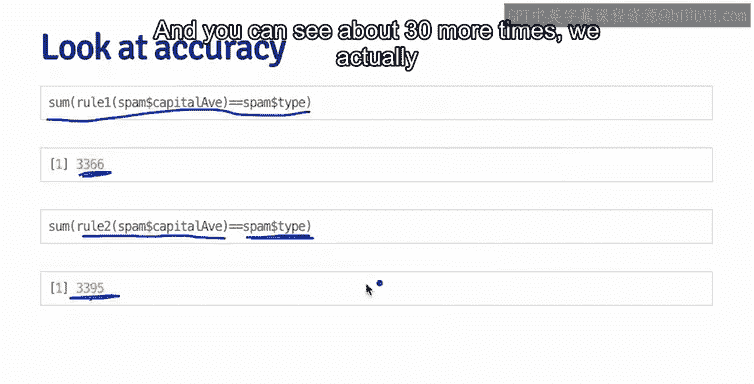 And you can see about 30 more times, we
actually
Look at accuracy
sum(rule1(spam$capitalAve)==spam$type)
[1] 3366
sum(rule2(spam$capitalAve)==spam$type)
[1] 3395